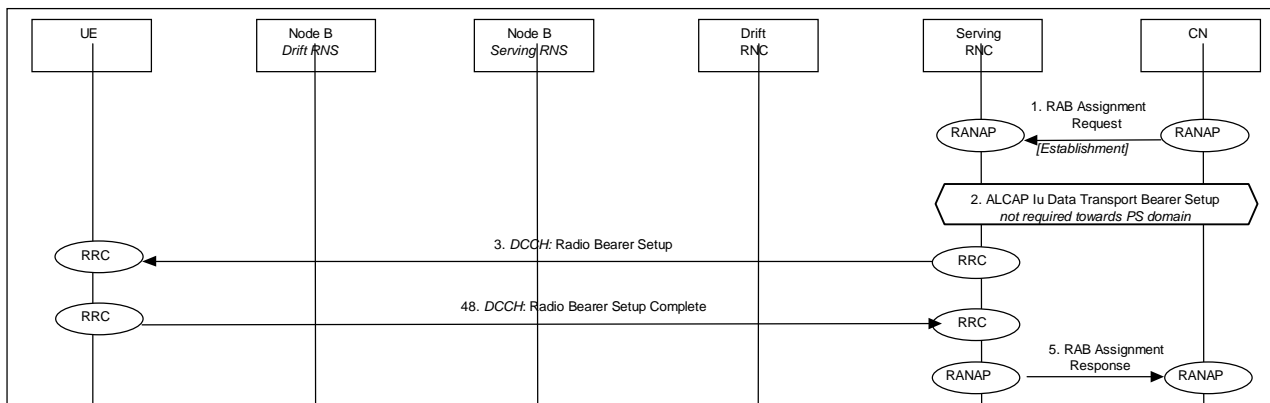 UE
Node B
Drift RNS
Node B
Serving RNS
Drift
RNC
Serving
RNC
CN
1. RAB Assignment
Request
RANAP
[Establishment]
RANAP
2. ALCAP Iu Data Transport Bearer Setup
not required towards PS domain
3. DCCH: Radio Bearer Setup
RRC
RRC
48. DCCH: Radio Bearer Setup Complete
RRC
RRC
5. RAB Assignment
Response
RANAP
RANAP